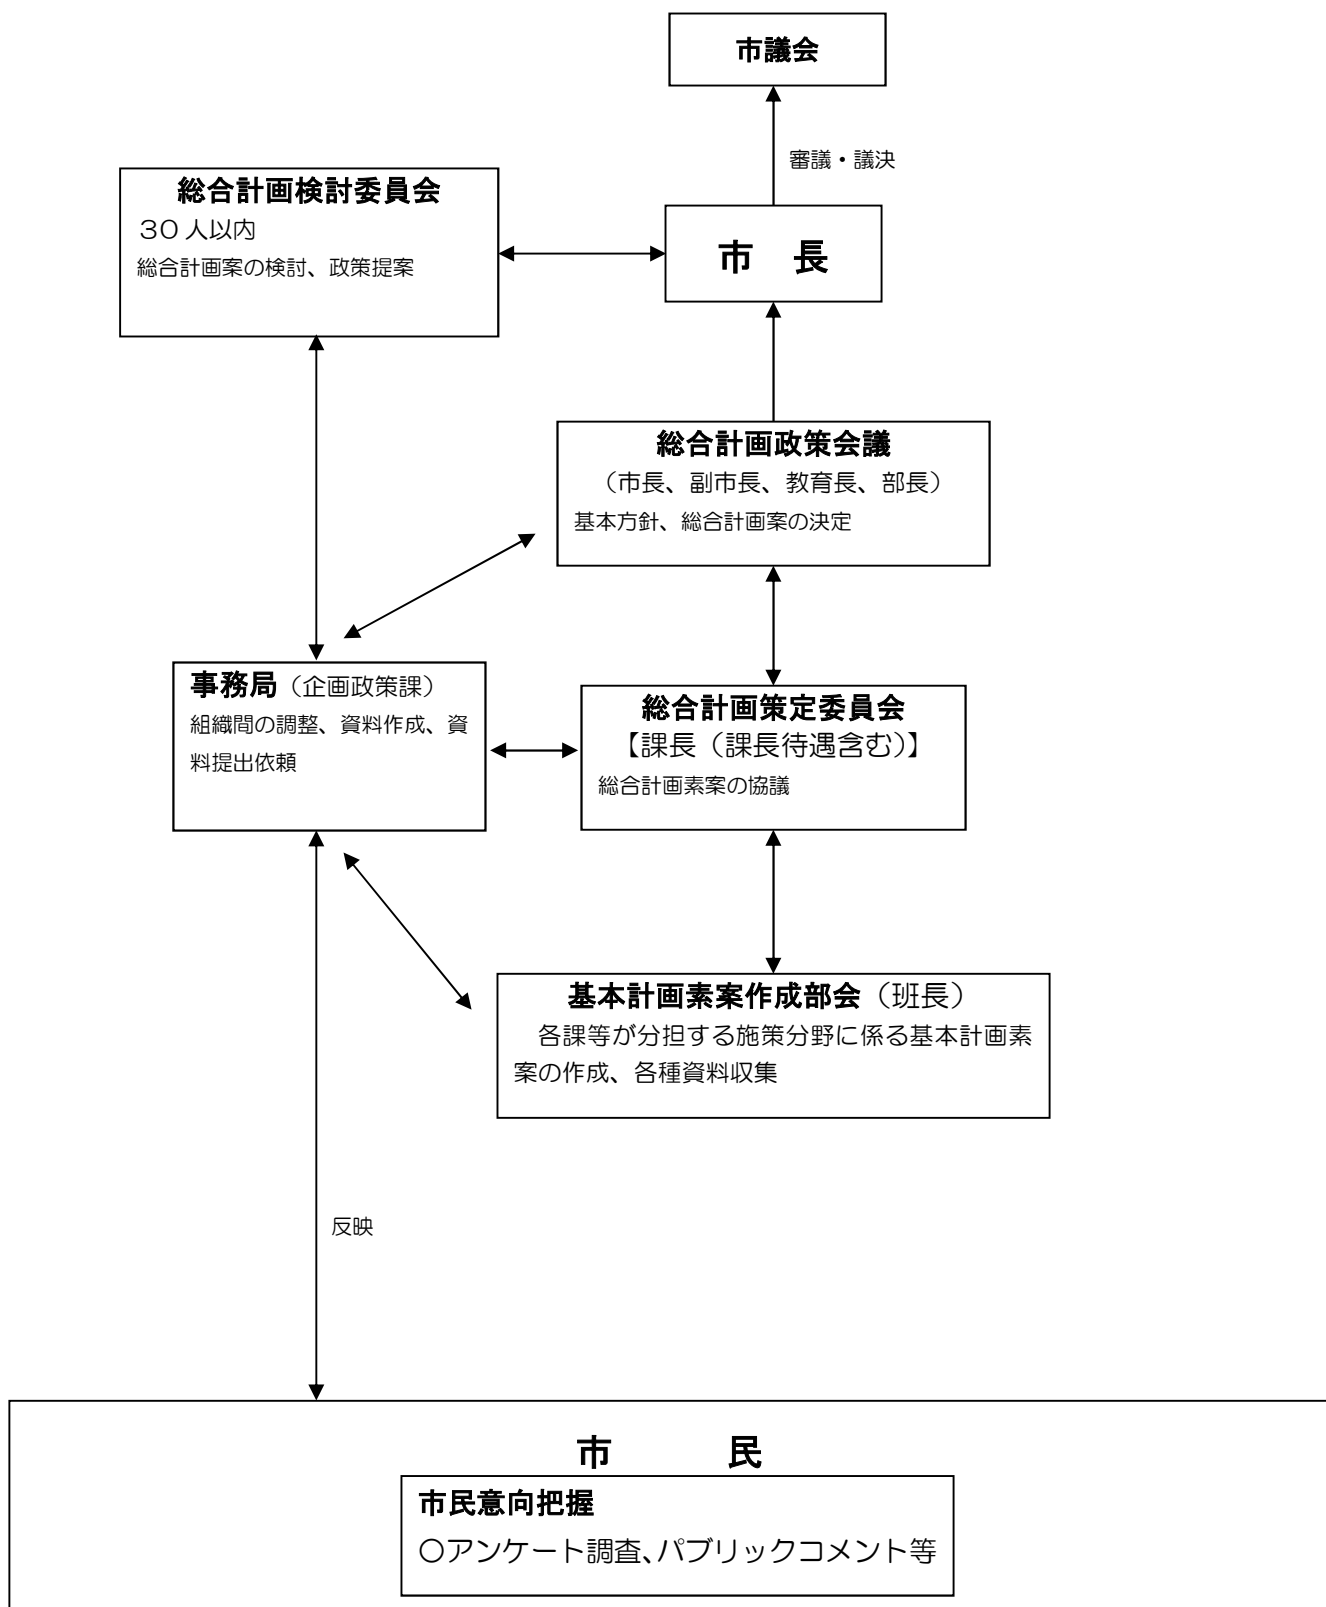 市議会
審議・議決
総合計画検討委員会
30人以内
総合計画案の検討、政策提案
市　長
総合計画政策会議
（市長、副市長、教育長、部長）
基本方針、総合計画案の決定
事務局（企画政策課）
組織間の調整、資料作成、資
料提出依頼
総合計画策定委員会
【課長（課長待遇含む）】
総合計画素案の協議
基本計画素案作成部会（班長）
各課等が分担する施策分野に係る基本計画素
案の作成、各種資料収集
反映
市　民
市民意向把握
○アンケート調査、パブリックコメント等